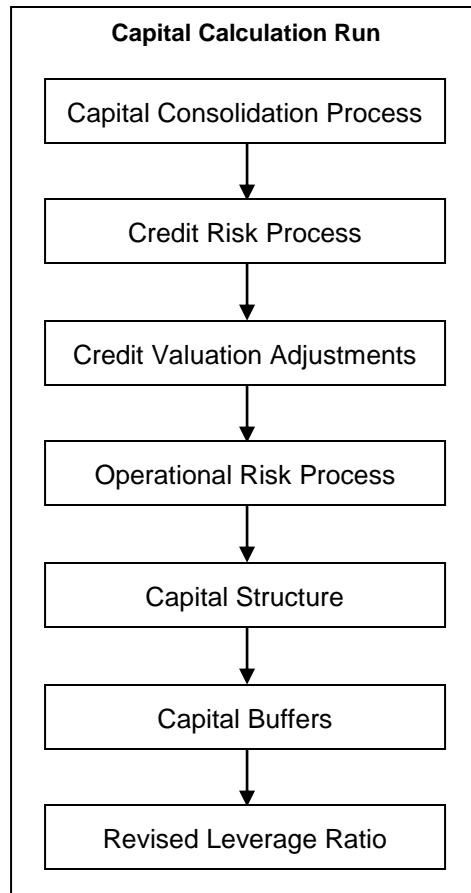 Capital Calculation Run
Capital Consolidation Process
Credit Risk Process
Credit Valuation Adjustments
Operational Risk Process
Capital Structure
Capital Buffers
Revised Leverage Ratio